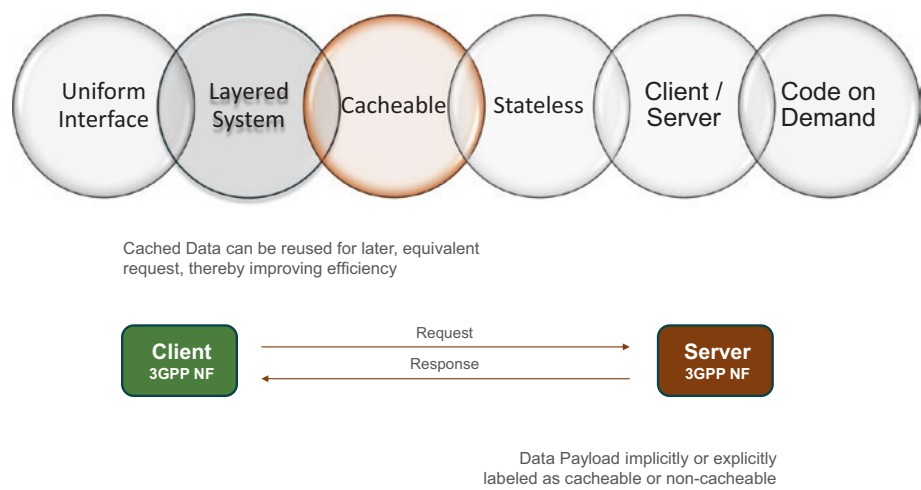 Uniform
Interface
Layered
System
Cacheable
Stateless
Client /
Server
Code on
Demand
Cached Data can be reused for later, equivalent
request, thereby improving efficiency
Client
3GPP NF
Request
Response
Server
3GPP NF
Data Payload implicitly or explicitly
labeled as cacheable or non-cacheable